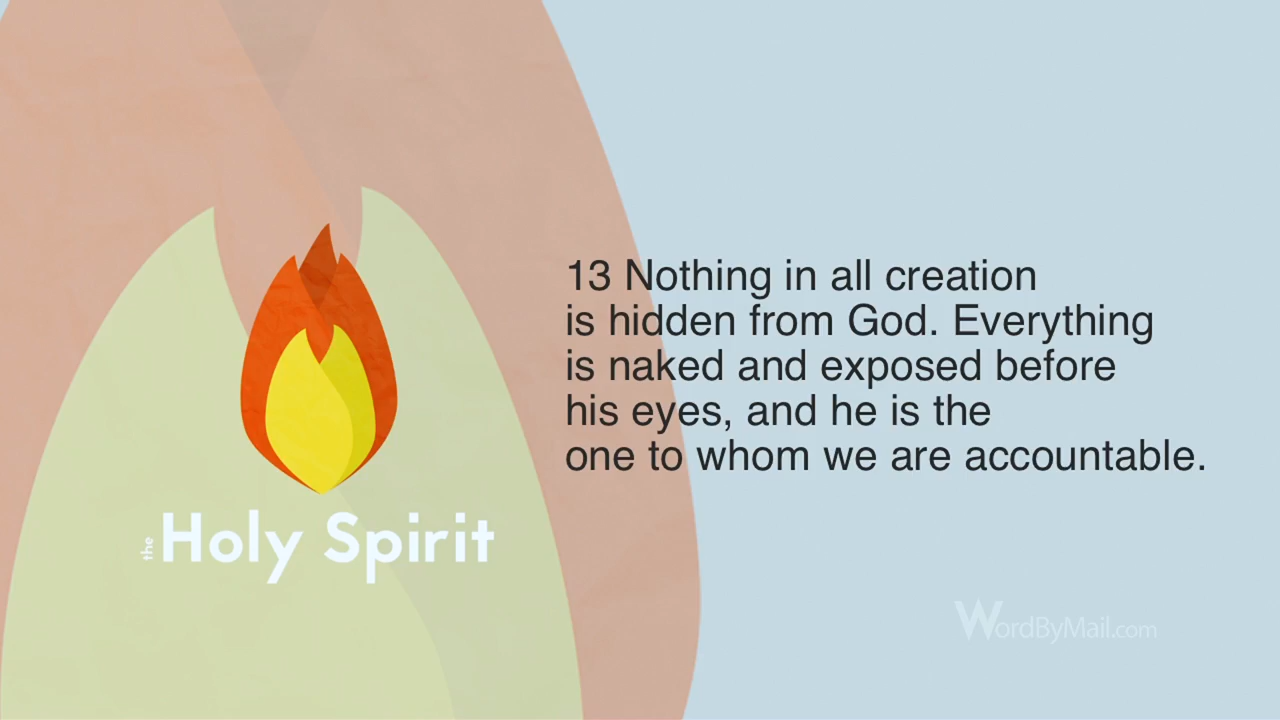 13 Nothing in all creation
is hidden from God. Everything
is naked and exposed before
his eyes, and he is the
one to whom we are accountable.
the Holy Spirit
WordByMail.com